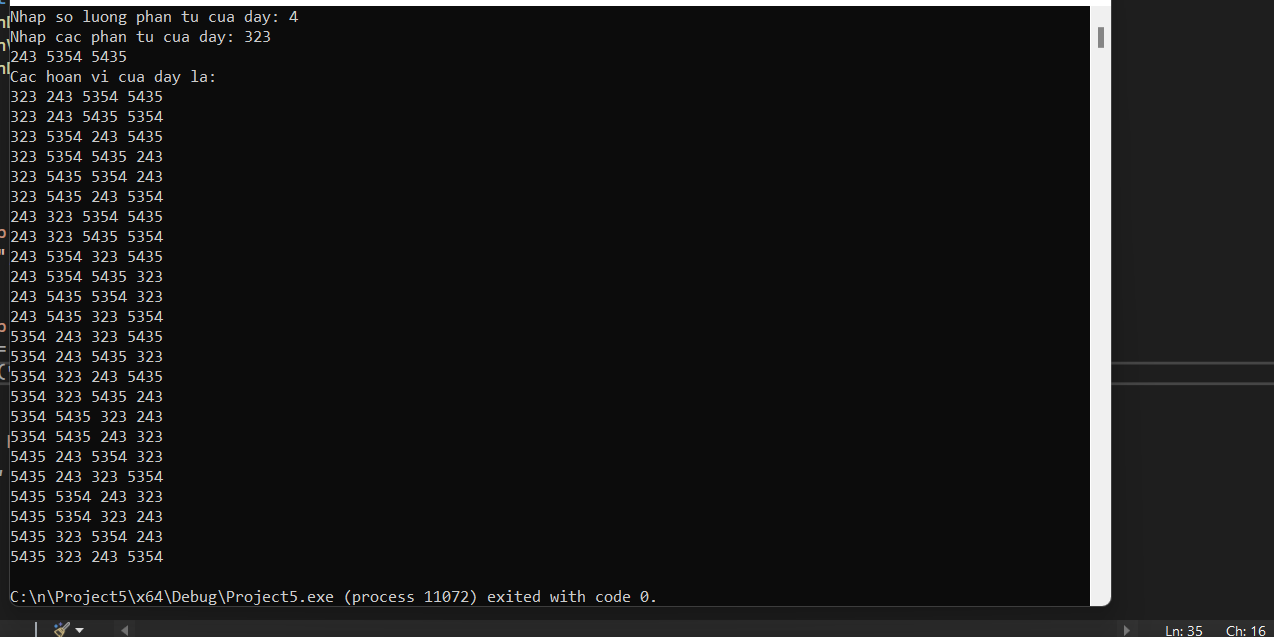 Nhap so luong phan tu cua day: 4
Nhap cac phan tu cua day: 323
243 5354 5435
Cac hoan vi cua day la:
323 243 5354 5435
323 243 5435 5354
323 5354 243 5435
323 5354 5435 243
323 5435 5354 243
323 5435 243 5354
243 323 5354 5435
243 323 5435 5354
243 5354 323 5435
243 5354 5435 323
243 5435 5354 323
243 5435 323 5354
5354 243 323 5435
5354 243 5435 323
5354 323 243 5435
5354 323 5435 243
5354 5435 323 243
5354 5435 243 323
5435 243 5354 323
5435 243 323 5354
5435 5354 243 323
5435 5354 323 243
5435 323 5354 243
5435 323 243 5354
C:\n\Project5\x64\Debug\Project5.exe (process 11072) exited with code 0.
Ln: 35 Ch: 16